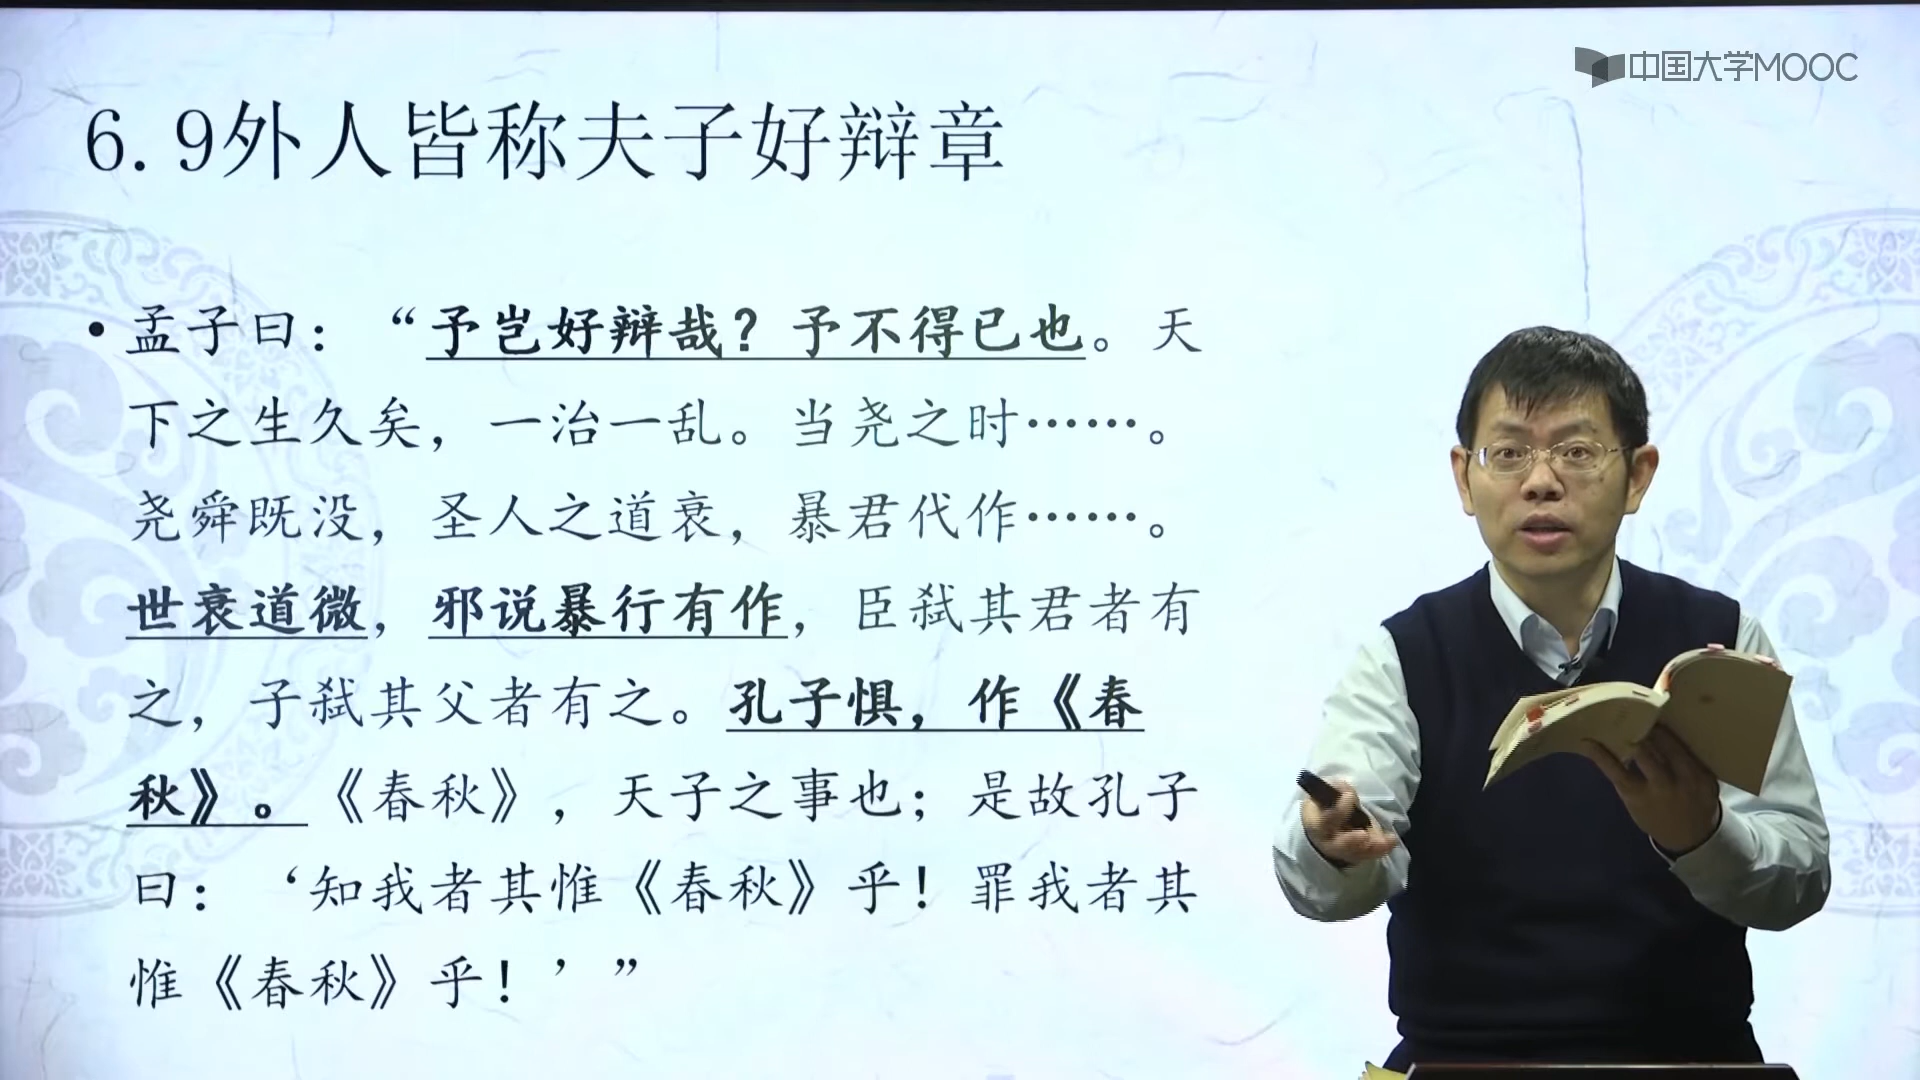 中国大学MOOC
6.9外人皆称夫子好辩章
• 孟子曰：“予岂好辩哉？予不得已也。天
下之生久矣，一治一乱。当尧之时……。
尧舜既没，圣人之道衰，暴君代作……。
世衰道微，邪说暴行有作，臣弑其君者有
之，子弑其父者有之。孔子惧，作《春
秋》。《春秋》，天子之事也；是故孔子
曰：‘知我者其惟《春秋》乎！罪我者其
惟《春秋》乎！’”